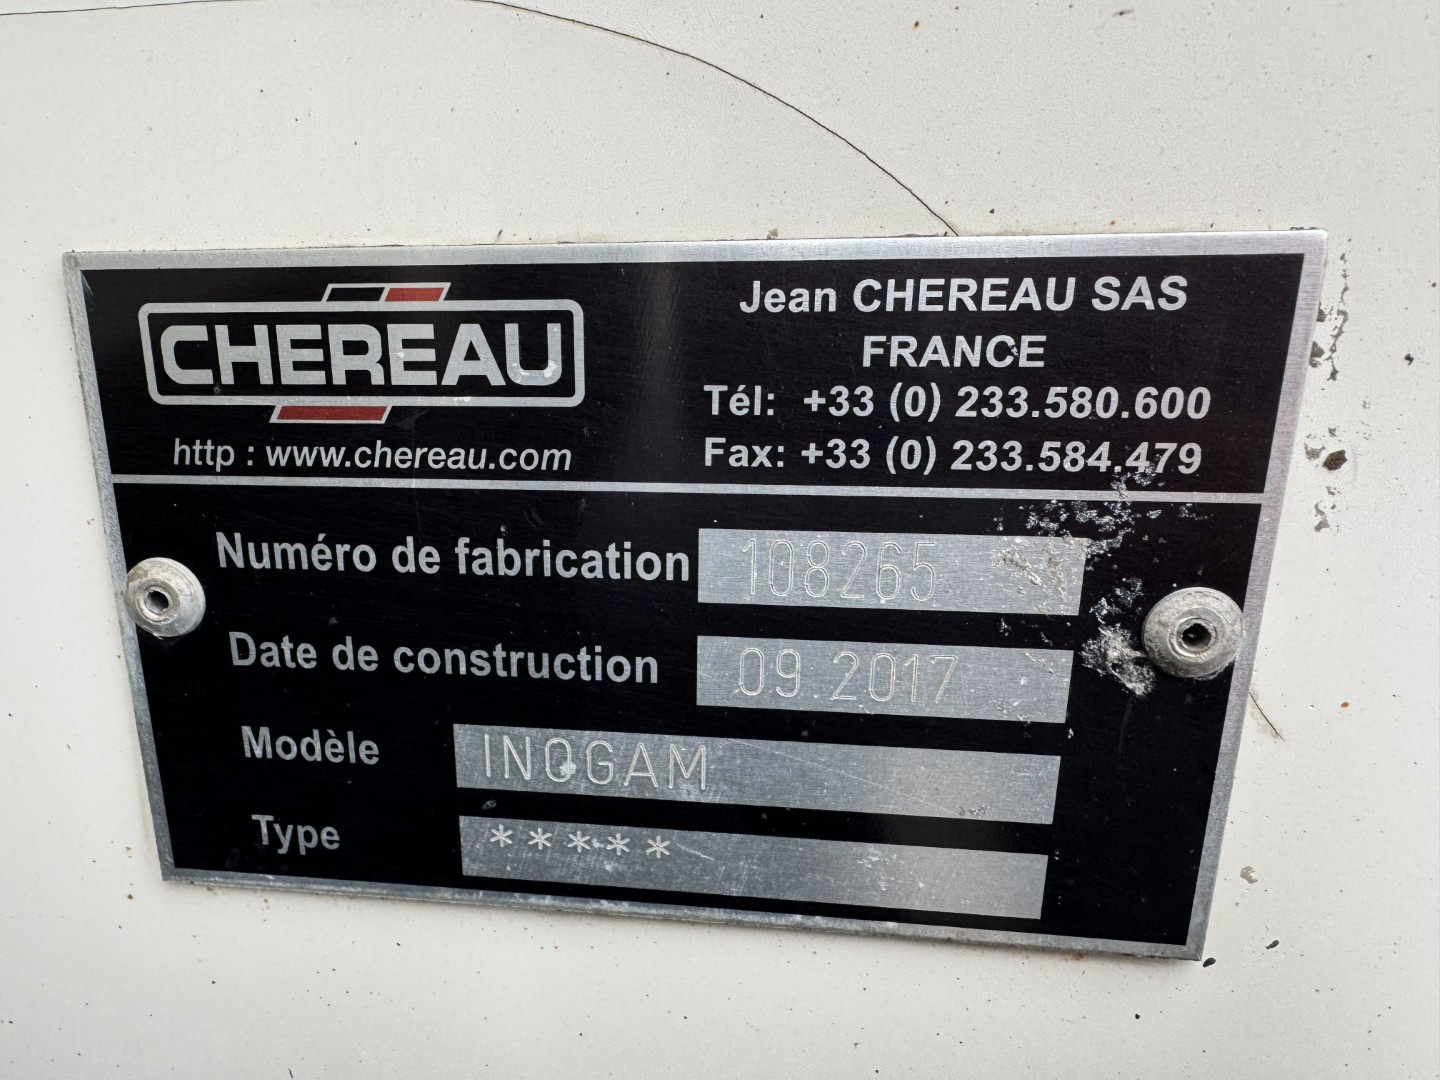 CHEREAU
http : www.chereau.com
Jean CHEREAU SAS
FRANCE
Tél: +33 (0) 233.580.600
Fax: +33 (0) 233.584.479
Numéro de fabrication 108265
Date de construction 09.2017
Modèle INOGAM
Type *****